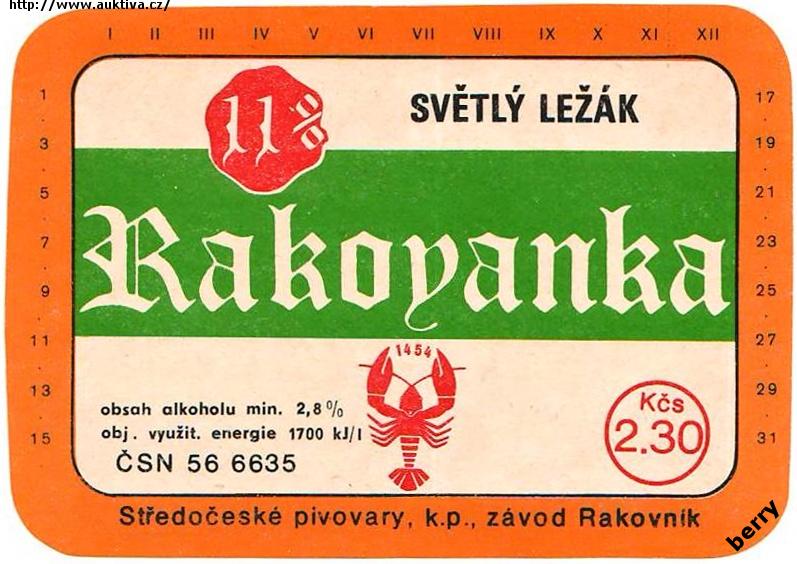 http://www.auktiva.cz/
I II III IV V VI VII VIII IX X XI XII
1
3
5
7
9
11
13
15
11%
SVĚTLÝ LEŽÁK
Rakovanka
1454
obsah alkoholu min. 2,8%
obj. využit. energie 1700 kJ/l
ČSN 56 6635
Kčs
2.30
17
19
21
23
25
27
29
31
Středočeské pivovary, k.p., závod Rakovník
berry